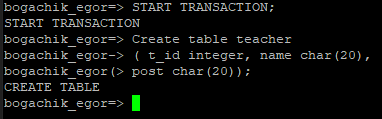 bogachik_egor=> START TRANSACTION;
START TRANSACTION
bogachik_egor=> Create table teacher
bogachik_egor-> ( t_id integer, name char(20),
bogachik_egor(> post char(20));
CREATE TABLE
bogachik_egor=>